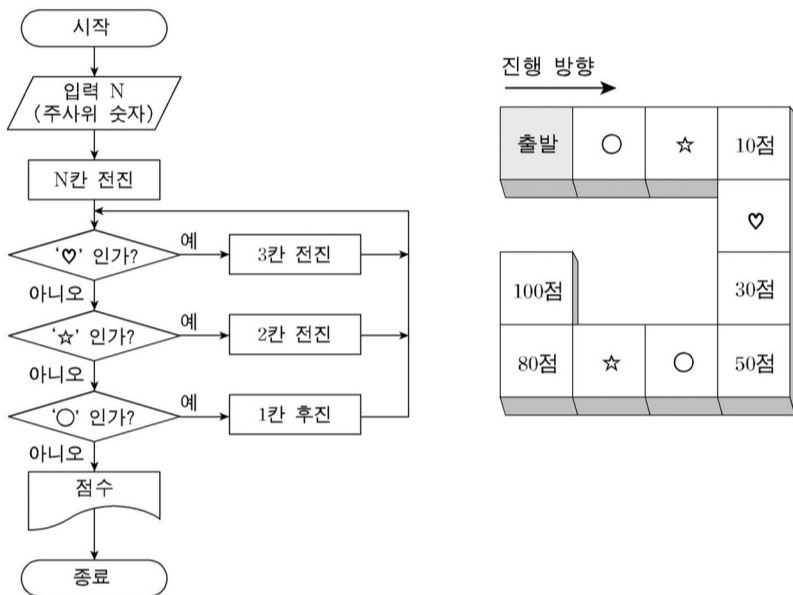 시작
입력 N
(주사위 숫자)
N칸 전진
‘♡’ 인가?
예
3칸 전진
아니오
‘☆’ 인가?
예
2칸 전진
아니오
‘○’ 인가?
예
1칸 후진
아니오
점수
종료
진행 방향
출발 ○ ☆ 10점
♡
100점 30점
80점 ☆ ○ 50점